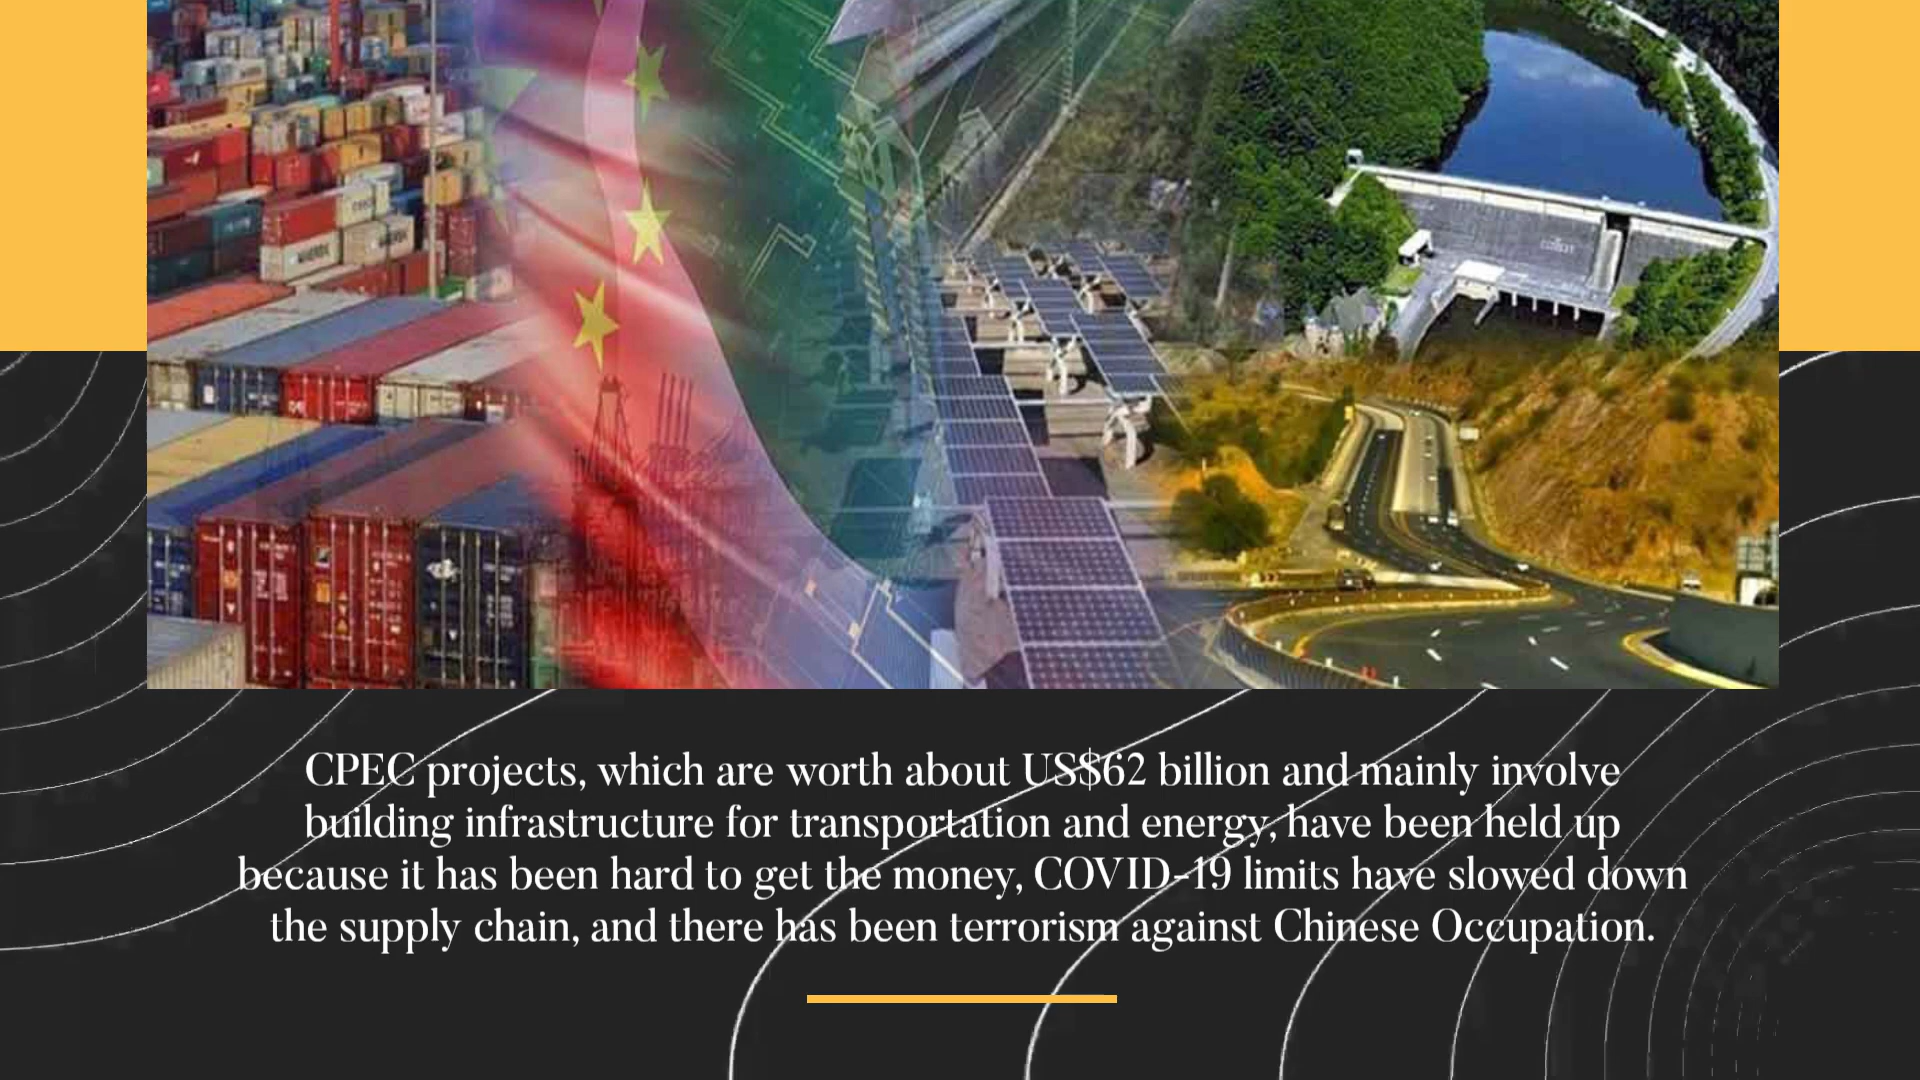 CPEC projects, which are worth about US$62 billion and mainly involve
building infrastructure for transportation and energy, have been held up
because it has been hard to get the money, COVID-19 limits have slowed down
the supply chain, and there has been terrorism against Chinese Occupation.